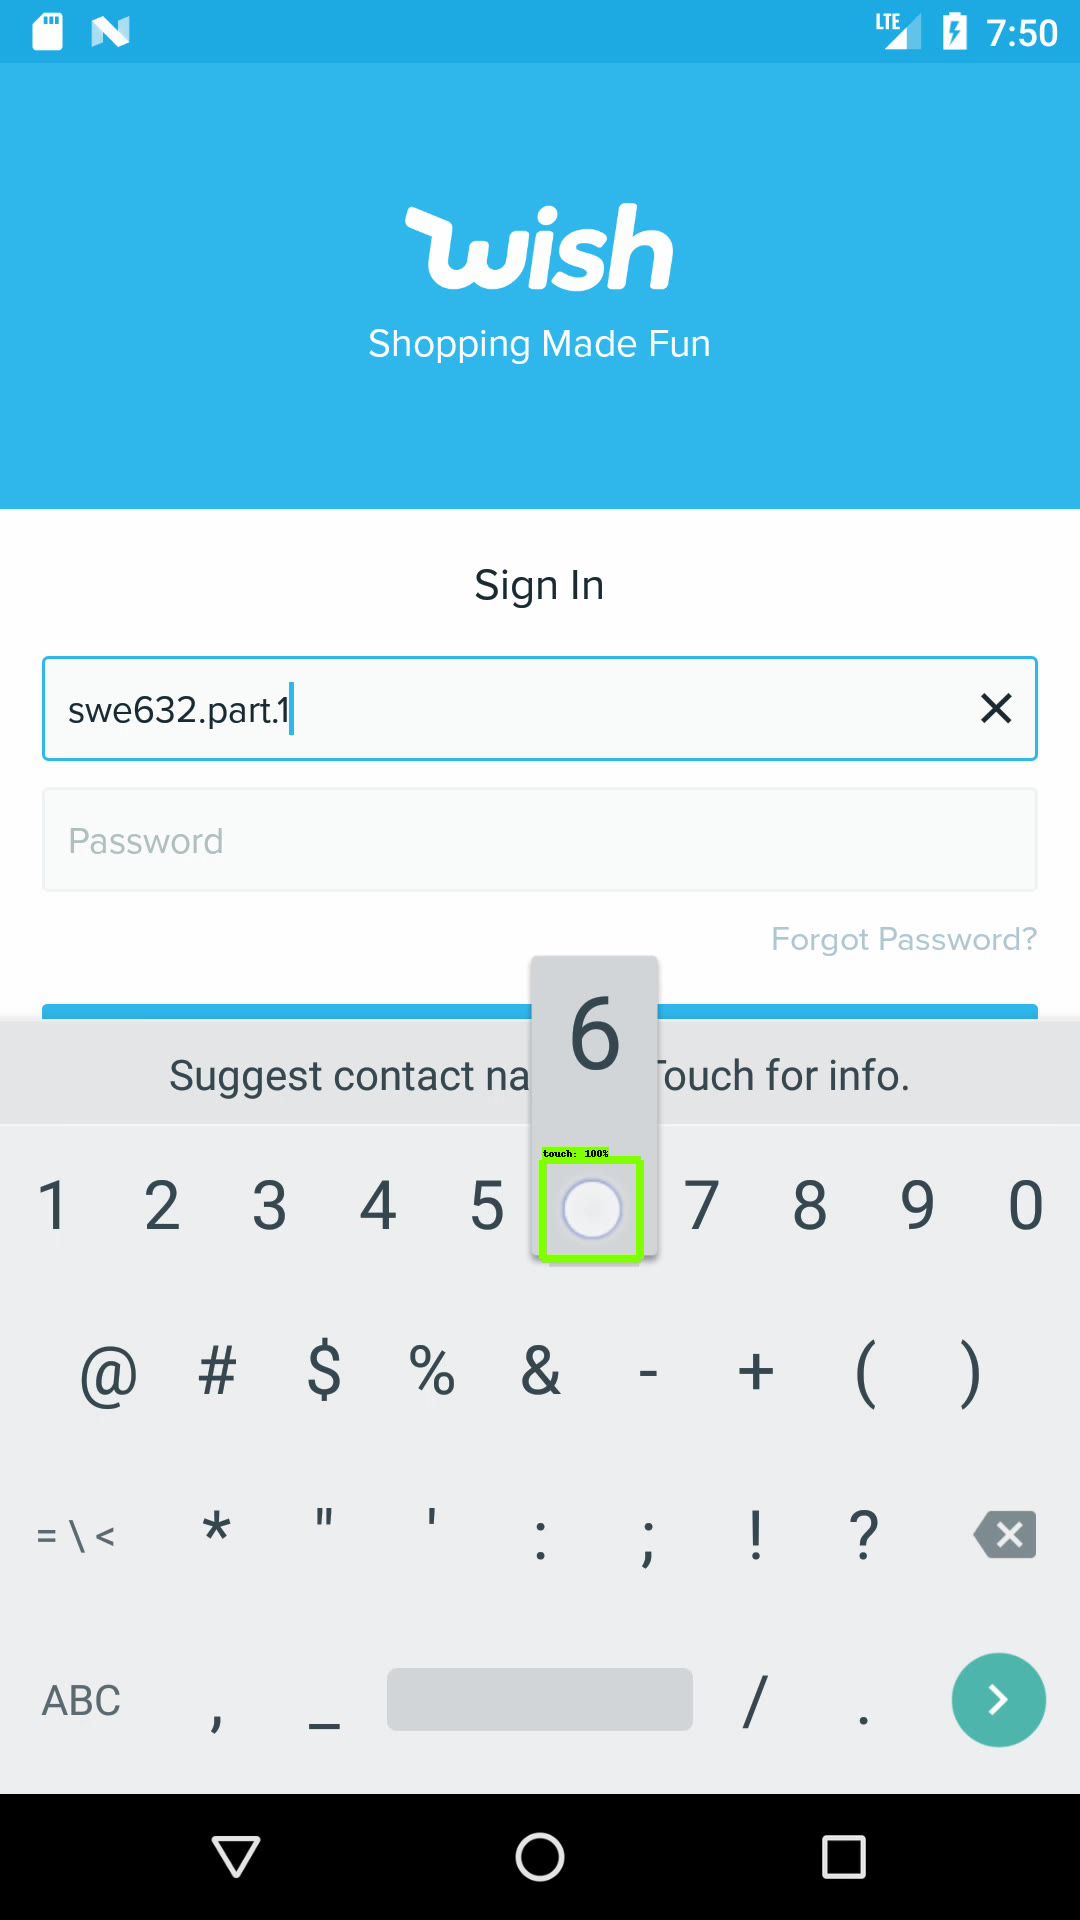 LTE 7:50
wish
Shopping Made Fun
Sign In
swe632.part.1
Password
Forgot Password?
6
Suggest contact na Touch for info.
touch: 100%
1 2 3 4 5 7 8 9 0
@ # $ % & - + ( )
= \ < * " ' : ; ! ?
ABC , _ / .